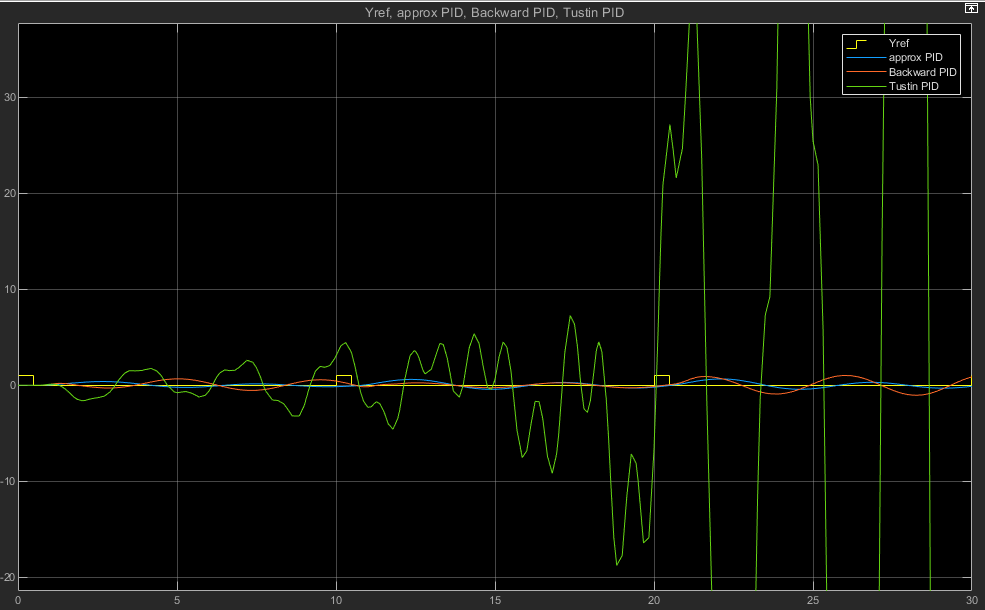 Yref, approx PID, Backward PID, Tustin PID
Yref
approx PID
Backward PID
Tustin PID
30
20
10
0
-10
-20
0 5 10 15 20 25 30